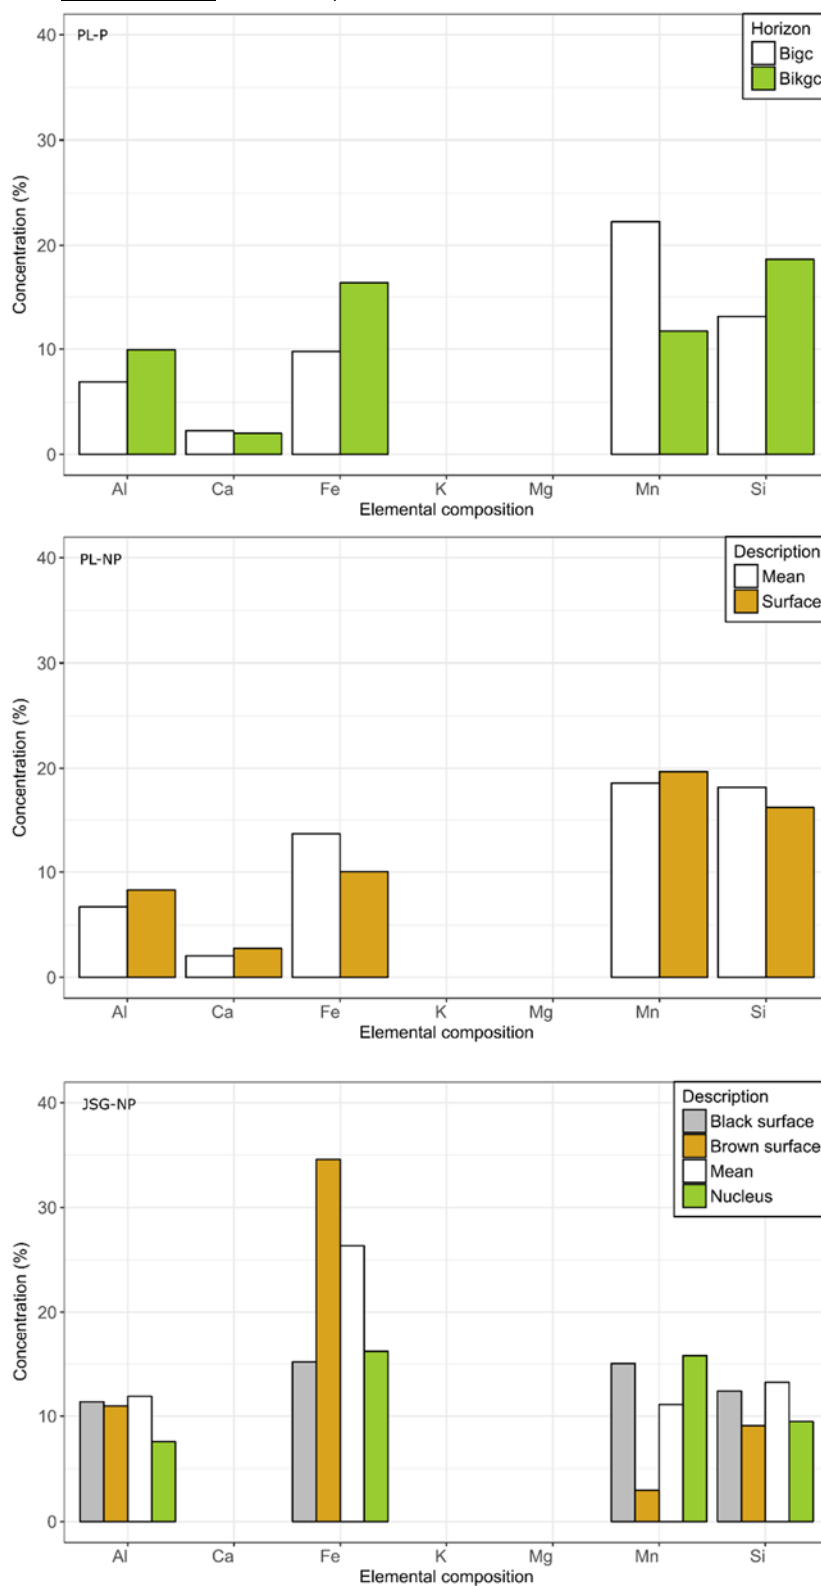 PL-P
Horizon
Bigc
Bikgc
40
30
20
10
0
Concentration (%)
Al Ca Fe K Mg Mn Si
Elemental composition
PL-NP
Description
Mean
Surface
40
30
20
10
0
Concentration (%)
Al Ca Fe K Mg Mn Si
Elemental composition
JSG-NP
Description
Black surface
Brown surface
Mean
Nucleus
40
30
20
10
0
Concentration (%)
Al Ca Fe K Mg Mn Si
Elemental composition